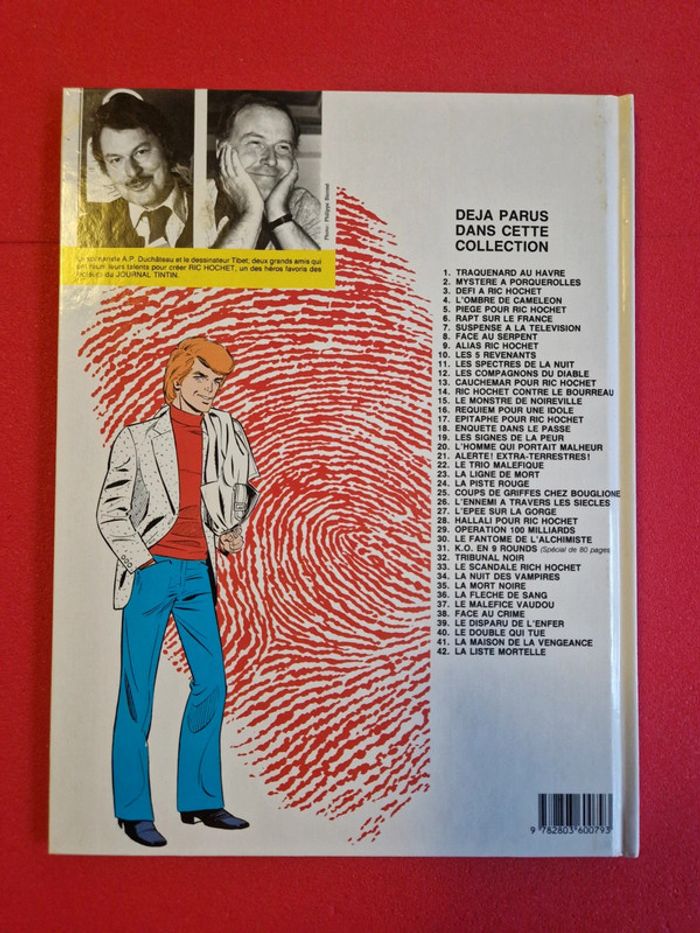 Photo: Philippe Biermé
scénariste A.P. Duchâteau et le dessinateur Tibet; deux grands amis qui
ont réuni leurs talents pour créer RIC HOCHET, un des héros favoris des
lecteurs du JOURNAL TINTIN.
DEJA PARUS
DANS CETTE
COLLECTION
1. TRAQUENARD AU HAVRE
2. MYSTERE A PORQUEROLLES
3. DEFI A RIC HOCHET
4. L'OMBRE DE CAMELEON
5. PIEGE POUR RIC HOCHET
6. RAPT SUR LE FRANCE
7. SUSPENSE A LA TELEVISION
8. FACE AU SERPENT
9. ALIAS RIC HOCHET
10. LES 5 REVENANTS
11. LES SPECTRES DE LA NUIT
12. LES COMPAGNONS DU DIABLE
13. CAUCHEMAR POUR RIC HOCHET
14. RIC HOCHET CONTRE LE BOURREAU
15. LE MONSTRE DE NOIREVILLE
16. REQUIEM POUR UNE IDOLE
17. EPITAPHE POUR RIC HOCHET
18. ENQUETE DANS LE PASSE
19. LES SIGNES DE LA PEUR
20. L'HOMME QUI PORTAIT MALHEUR
21. ALERTE! EXTRA-TERRESTRES!
22. LE TRIO MALEFIQUE
23. LA LIGNE DE MORT
24. LA PISTE ROUGE
25. COUPS DE GRIFFES CHEZ BOUGLIONE
26. L'ENNEMI A TRAVERS LES SIECLES
27. L'EPEE SUR LA GORGE
28. HALLALI POUR RIC HOCHET
29. OPERATION 100 MILLIARDS
30. LE FANTOME DE L'ALCHIMISTE
31. K.O. EN 9 ROUNDS (Spécial de 80 pages
32. TRIBUNAL NOIR
33. LE SCANDALE RICH HOCHET
34. LA NUIT DES VAMPIRES
35. LA MORT NOIRE
36. LA FLECHE DE SANG
37. LE MALEFICE VAUDOU
38. FACE AU CRIME
39. LE DISPARU DE L'ENFER
40. LE DOUBLE QUI TUE
41. LA MAISON DE LA VENGEANCE
42. LA LISTE MORTELLE
9 782803 600793